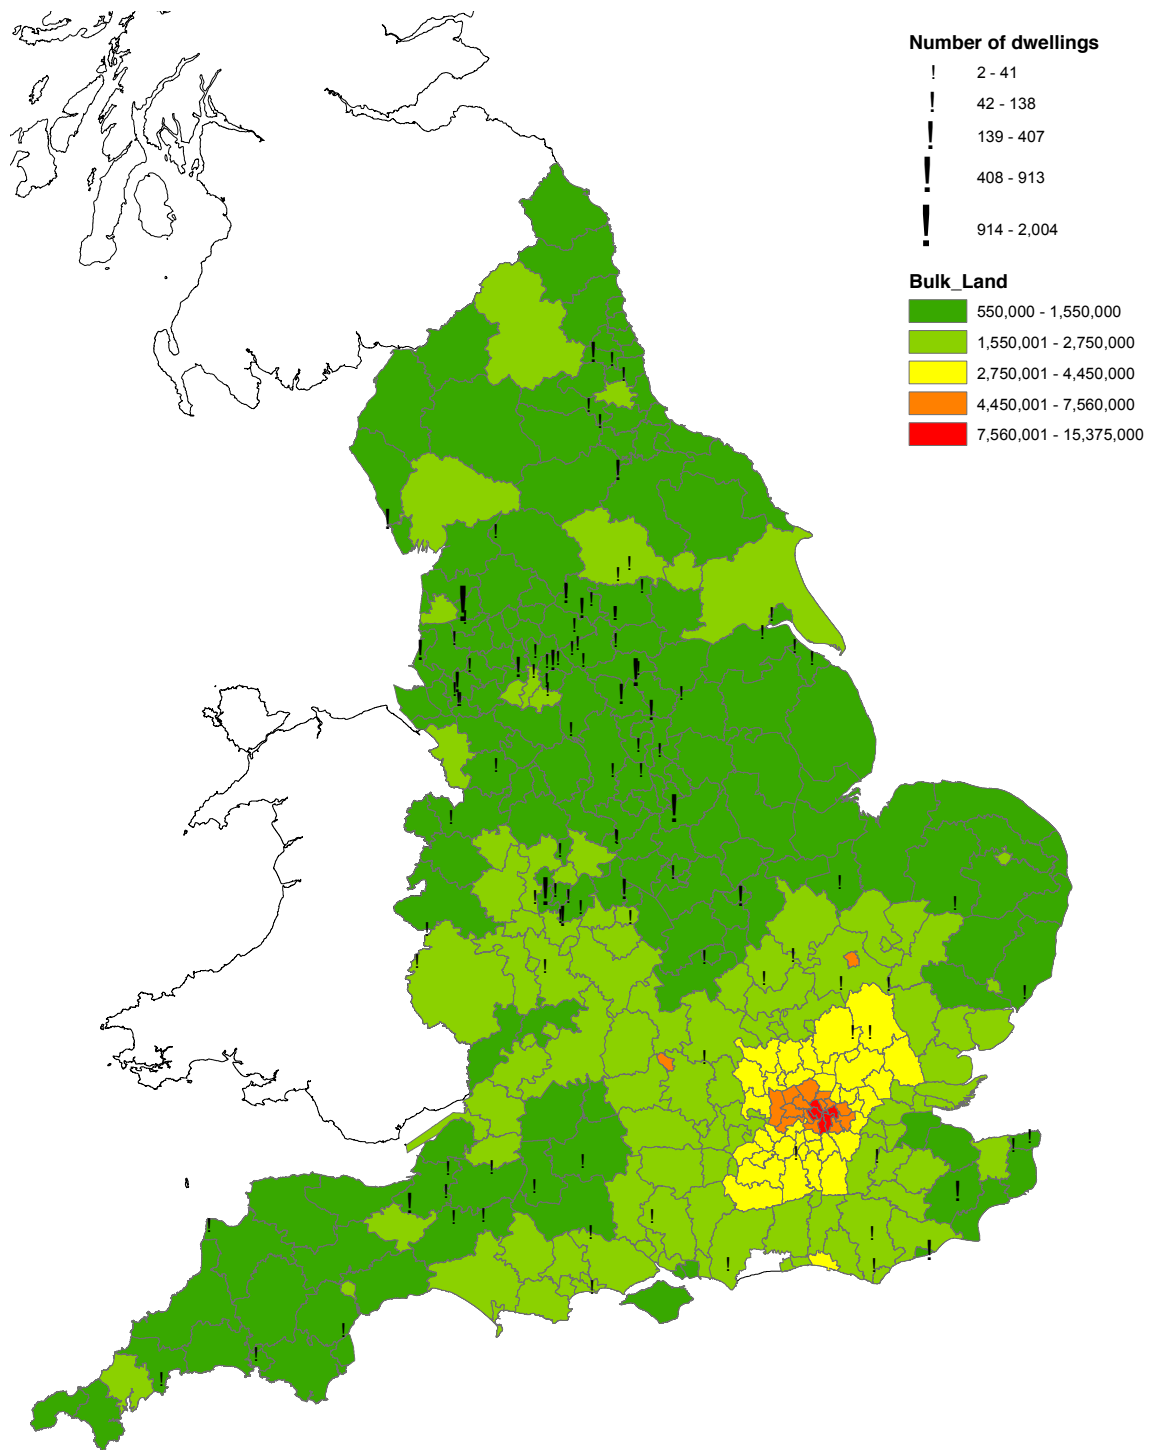 Number of dwellings
! 2 - 41
! 42 - 138
! 139 - 407
! 408 - 913
! 914 - 2,004
Bulk_Land
550,000 - 1,550,000
1,550,001 - 2,750,000
2,750,001 - 4,450,000
4,450,001 - 7,560,000
7,560,001 - 15,375,000